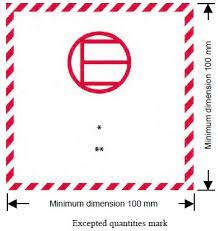 *
**
Minimum dimension 100 mm
Minimum dimension 100 mm
Excepted quantities mark